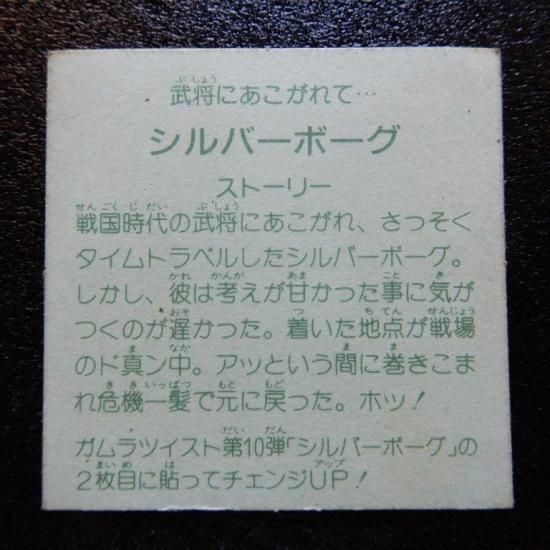 武将にあこがれて…
シルバーボーグ
ストーリー
戦国時代の武将にあこがれ、さっそく
タイムトラベルしたシルバーボーグ。
しかし、彼は考えが甘かった事に気が
つくのが遅かった。着いた地点が戦場
のド真ン中。アッという間に巻きこま
れ危機一髪で元に戻った。ホッ！
ガムラツイスト第10弾「シルバーボーグ」の
2枚目に貼ってチェンジUP！